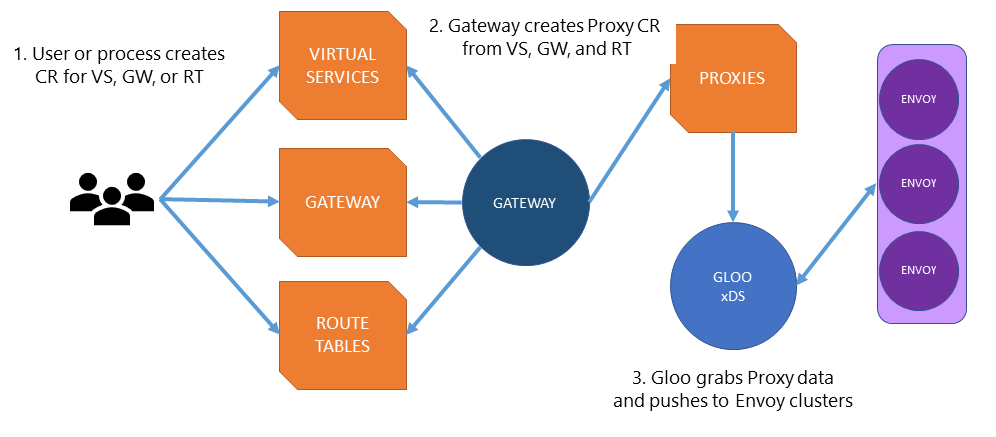 1. User or process creates
CR for VS, GW, or RT
VIRTUAL
SERVICES
GATEWAY
ROUTE
TABLES
2. Gateway creates Proxy CR
from VS, GW, and RT
GATEWAY
PROXIES
GLOO
xDS
3. Gloo grabs Proxy data
and pushes to Envoy clusters
ENVOY
ENVOY
ENVOY